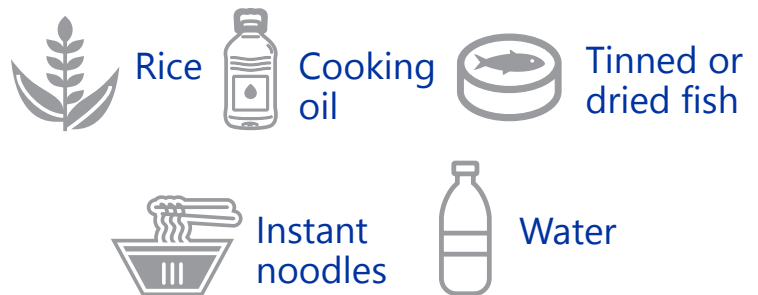 Rice
Cooking
oil
Tinned or
dried fish
Instant
noodles
Water